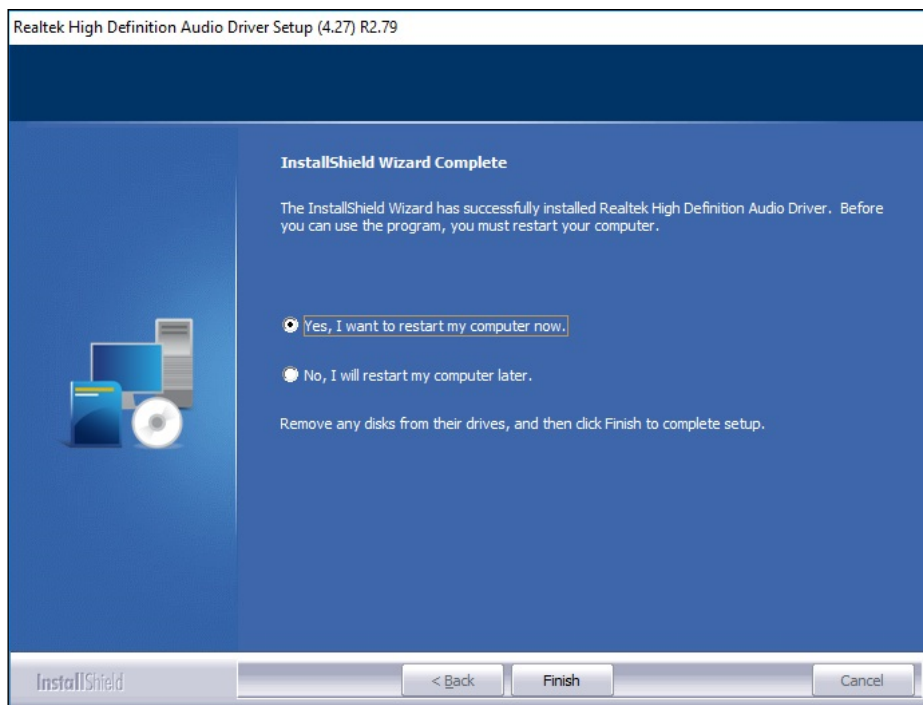 Realtek High Definition Audio Driver Setup (4.27) R2.79
InstallShield Wizard Complete
The InstallShield Wizard has successfully installed Realtek High Definition Audio Driver.  Before
you can use the program, you must restart your computer.
Yes, I want to restart my computer now.
No, I will restart my computer later.
Remove any disks from their drives, and then click Finish to complete setup.
InstallShield
< Back
Finish
Cancel